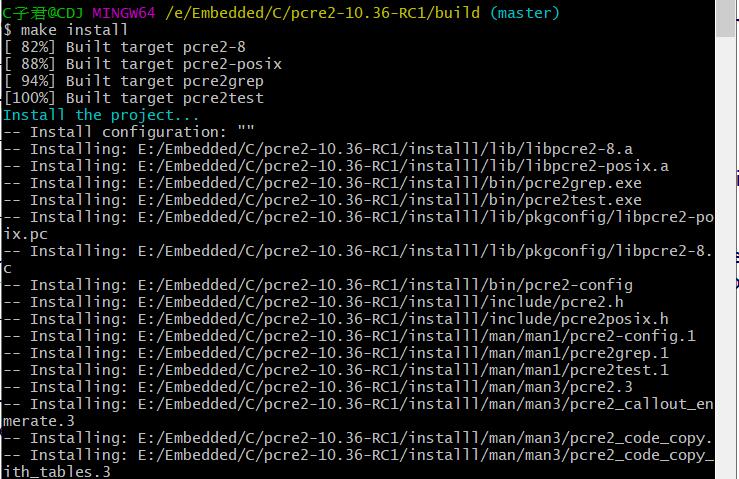 C子君@CDJ MINGW64 /e/Embedded/C/pcre2-10.36-RC1/build (master)
$ make install
[ 82%] Built target pcre2-8
[ 88%] Built target pcre2-posix
[ 94%] Built target pcre2grep
[100%] Built target pcre2test
Install the project...
-- Install configuration: ""
-- Installing: E:/Embedded/C/pcre2-10.36-RC1/installl/lib/libpcre2-8.a
-- Installing: E:/Embedded/C/pcre2-10.36-RC1/installl/lib/libpcre2-posix.a
-- Installing: E:/Embedded/C/pcre2-10.36-RC1/installl/bin/pcre2grep.exe
-- Installing: E:/Embedded/C/pcre2-10.36-RC1/installl/bin/pcre2test.exe
-- Installing: E:/Embedded/C/pcre2-10.36-RC1/installl/lib/pkgconfig/libpcre2-po
ix.pc
-- Installing: E:/Embedded/C/pcre2-10.36-RC1/installl/lib/pkgconfig/libpcre2-8.
c
-- Installing: E:/Embedded/C/pcre2-10.36-RC1/installl/bin/pcre2-config
-- Installing: E:/Embedded/C/pcre2-10.36-RC1/installl/include/pcre2.h
-- Installing: E:/Embedded/C/pcre2-10.36-RC1/installl/include/pcre2posix.h
-- Installing: E:/Embedded/C/pcre2-10.36-RC1/installl/man/man1/pcre2-config.1
-- Installing: E:/Embedded/C/pcre2-10.36-RC1/installl/man/man1/pcre2grep.1
-- Installing: E:/Embedded/C/pcre2-10.36-RC1/installl/man/man1/pcre2test.1
-- Installing: E:/Embedded/C/pcre2-10.36-RC1/installl/man/man3/pcre2.3
-- Installing: E:/Embedded/C/pcre2-10.36-RC1/installl/man/man3/pcre2_callout_en
merate.3
-- Installing: E:/Embedded/C/pcre2-10.36-RC1/installl/man/man3/pcre2_code_copy.
-- Installing: E:/Embedded/C/pcre2-10.36-RC1/installl/man/man3/pcre2_code_copy_
ith_tables.3